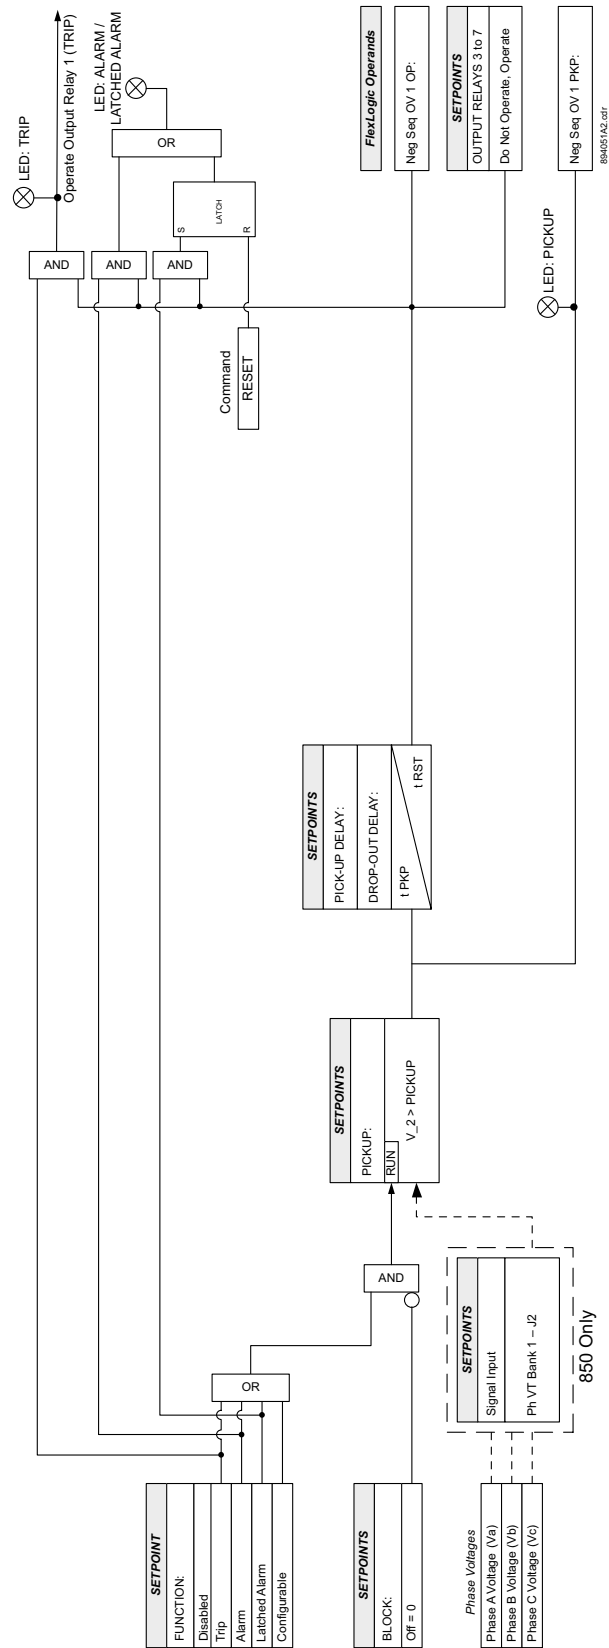 SETPOINT
FUNCTION:
Disabled
Trip
Alarm
Latched Alarm
Configurable
SETPOINTS
BLOCK:
Off = 0
Phase Voltages
Phase A Voltage (Va)
Phase B Voltage (Vb)
Phase C Voltage (Vc)
OR
AND
SETPOINTS
Signal Input
Ph VT Bank 1 – J2
850 Only
SETPOINTS
PICKUP:
RUN
V_2 > PICKUP
SETPOINTS
PICK-UP DELAY:
DROP-OUT DELAY:
t PKP
t RST
AND
AND
AND
Command
RESET
S
R
LATCH
OR
LED: TRIP
Operate Output Relay 1 (TRIP)
LED: ALARM /
LATCHED ALARM
FlexLogic Operands
Neg Seq OV 1 OP:
SETPOINTS
OUTPUT RELAYS 3 to 7
Do Not Operate, Operate
LED: PICKUP
Neg Seq OV 1 PKP:
894051A2.cdr